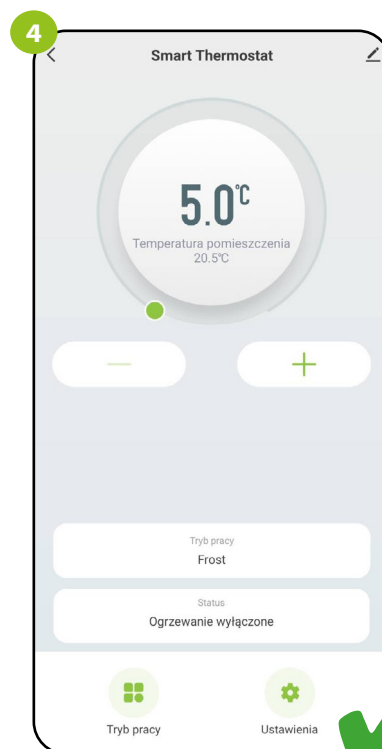 4
Smart Thermostat
5.0°C
Temperatura pomieszczenia
20.5°C
Tryb pracy
Frost
Status
Ogrzewanie wyłączone
Tryb pracy
Ustawienia